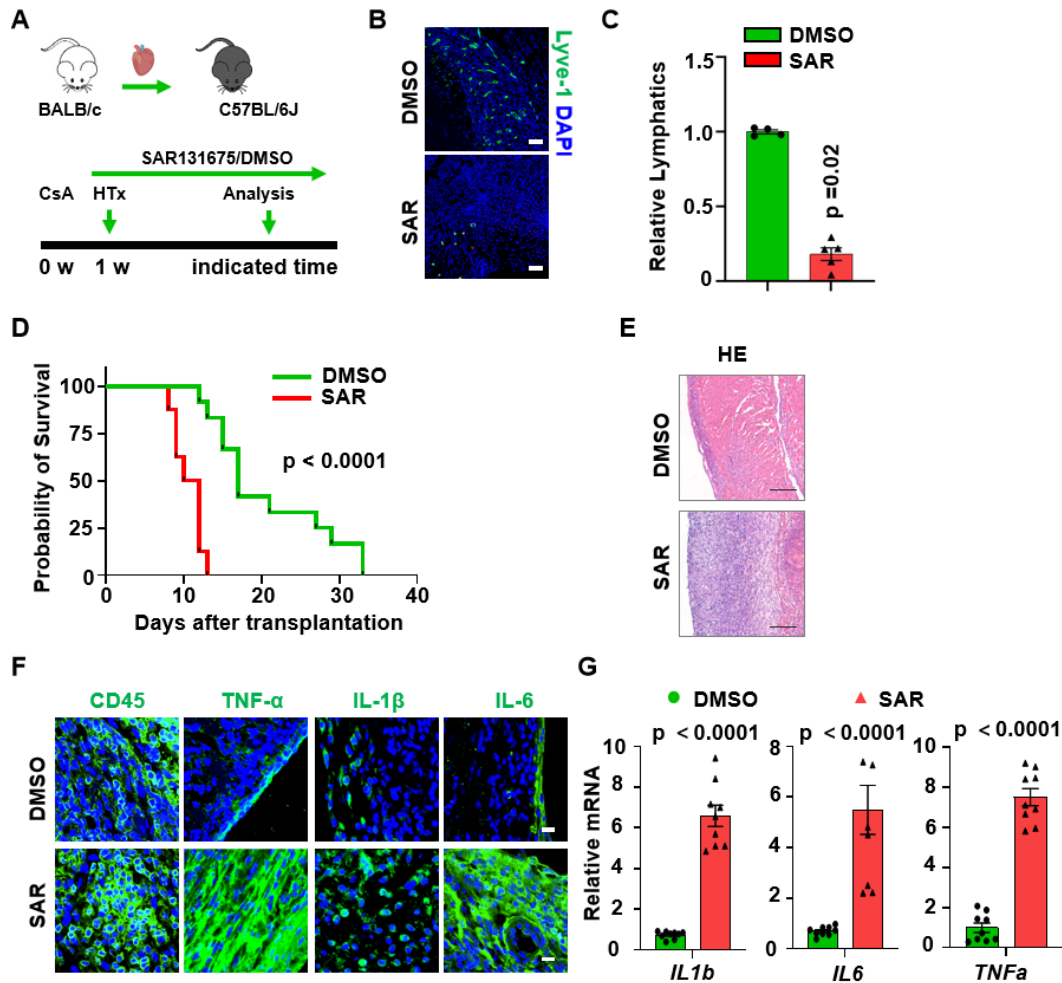 A
BALB/c
C57BL/6J
SAR131675/DMSO
CsA HTx Analysis
0 w 1 w indicated time
B
DMSO
SAR
Lyve-1 DAPI
C
DMSO
SAR
Relative Lymphatics
1.5
1.0
0.5
0
p =0.02
D
Probability of Survival
100
75
50
25
0
DMSO
SAR
p < 0.0001
0 10 20 30 40
Days after transplantation
E
HE
DMSO
SAR
F
CD45 TNF-α IL-1β IL-6
DMSO
SAR
G
DMSO SAR
Relative mRNA
p < 0.0001
10
8
6
4
2
0
IL1b
p < 0.0001
8
6
4
2
0
IL6
p < 0.0001
10
8
6
4
2
0
TNFa